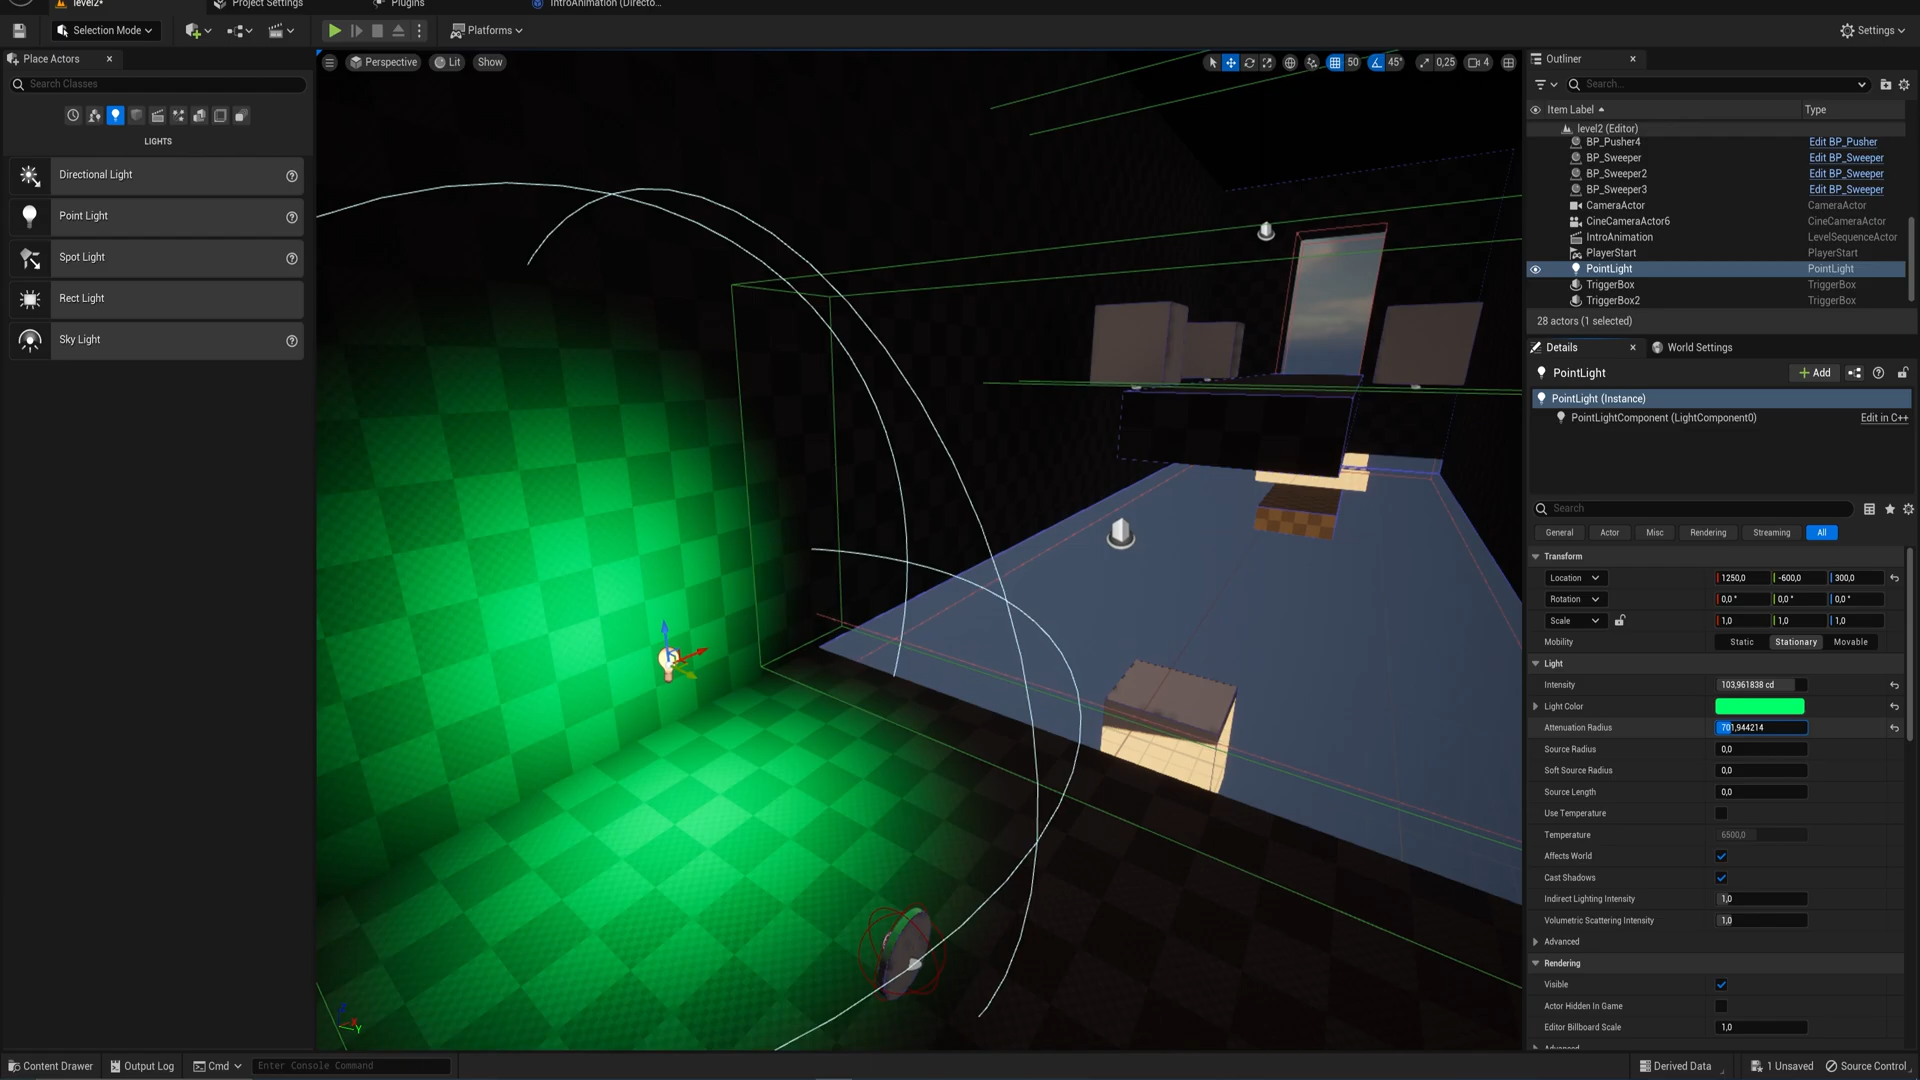 level2*
Project Settings
Plugins
IntroAnimation (Directo...
Selection Mode
Platforms
Settings
Place Actors
Search Classes
LIGHTS
Directional Light
Point Light
Spot Light
Rect Light
Sky Light
Perspective
Lit
Show
50
45°
0,25
4
Outliner
Search...
Item Label
Type
level2 (Editor)
BP_Pusher4
Edit BP_Pusher
BP_Sweeper
Edit BP_Sweeper
BP_Sweeper2
Edit BP_Sweeper
BP_Sweeper3
Edit BP_Sweeper
CameraActor
CameraActor
CineCameraActor6
CineCameraActor
IntroAnimation
LevelSequenceActor
PlayerStart
PlayerStart
PointLight
PointLight
TriggerBox
TriggerBox
TriggerBox2
TriggerBox
28 actors (1 selected)
Details
World Settings
PointLight
Add
PointLight (Instance)
PointLightComponent (LightComponent0)
Edit in C++
Search
General
Actor
Misc
Rendering
Streaming
All
Transform
Location
1250,0
-600,0
300,0
Rotation
0,0 °
0,0 °
0,0 °
Scale
1,0
1,0
1,0
Mobility
Static
Stationary
Movable
Light
Intensity
103,961838 cd
Light Color
Attenuation Radius
701,944214
Source Radius
0,0
Soft Source Radius
0,0
Source Length
0,0
Use Temperature
Temperature
6500,0
Affects World
Cast Shadows
Indirect Lighting Intensity
1,0
Volumetric Scattering Intensity
1,0
Advanced
Rendering
Visible
Actor Hidden In Game
Editor Billboard Scale
1,0
Advanced
X
Y
Content Drawer
Output Log
Cmd
Enter Console Command
Derived Data
1 Unsaved
Source Control